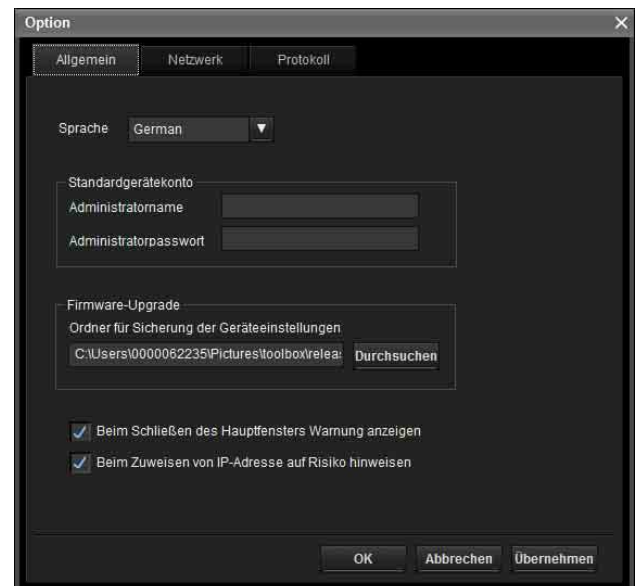 Option
Allgemein Netzwerk Protokoll
Sprache German
Standardgerätekonto
Administratorname
Administratorpasswort
Firmware-Upgrade
Ordner für Sicherung der Geräteeinstellungen
C:\Users\0000062235\Pictures\toolbox\releas Durchsuchen
Beim Schließen des Hauptfensters Warnung anzeigen
Beim Zuweisen von IP-Adresse auf Risiko hinweisen
OK Abbrechen Übernehmen